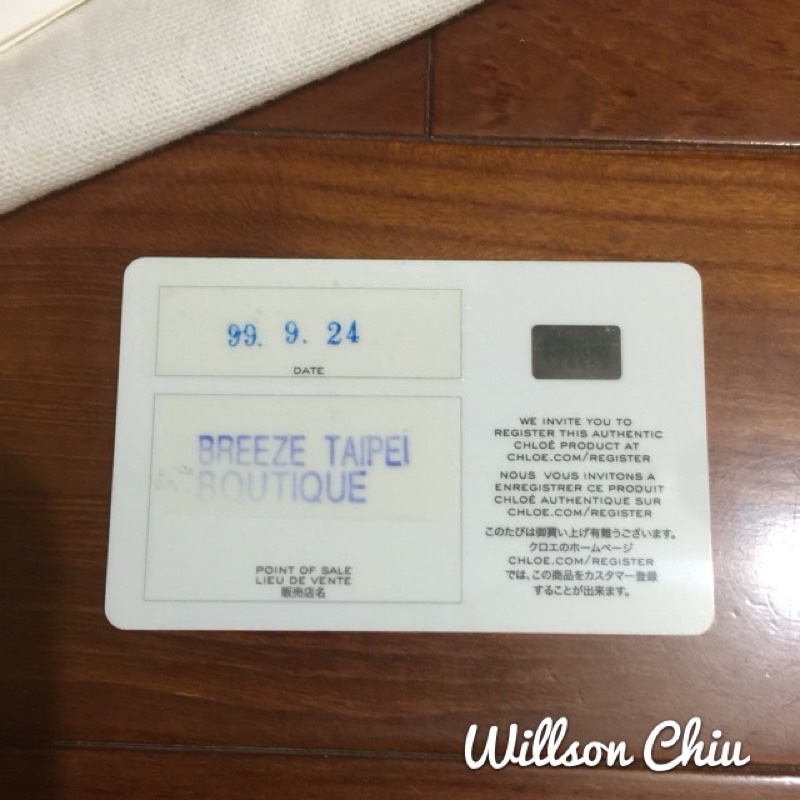 99. 9. 24
DATE
BREEZE TAIPEI
BOUTIQUE
POINT OF SALE
LIEU DE VENTE
販売店名
WE INVITE YOU TO
REGISTER THIS AUTHENTIC
CHLOÉ PRODUCT AT
CHLOE.COM/REGISTER
NOUS VOUS INVITONS A
ENREGISTRER CE PRODUIT
CHLOÉ AUTHENTIQUE SUR
CHLOE.COM/REGISTER
このたびは御買い上げ有難うございます。
クロエのホームページ
CHLOE.COM/REGISTER
では、この商品をカスタマー登録
することが出来ます。
Willson Chiu